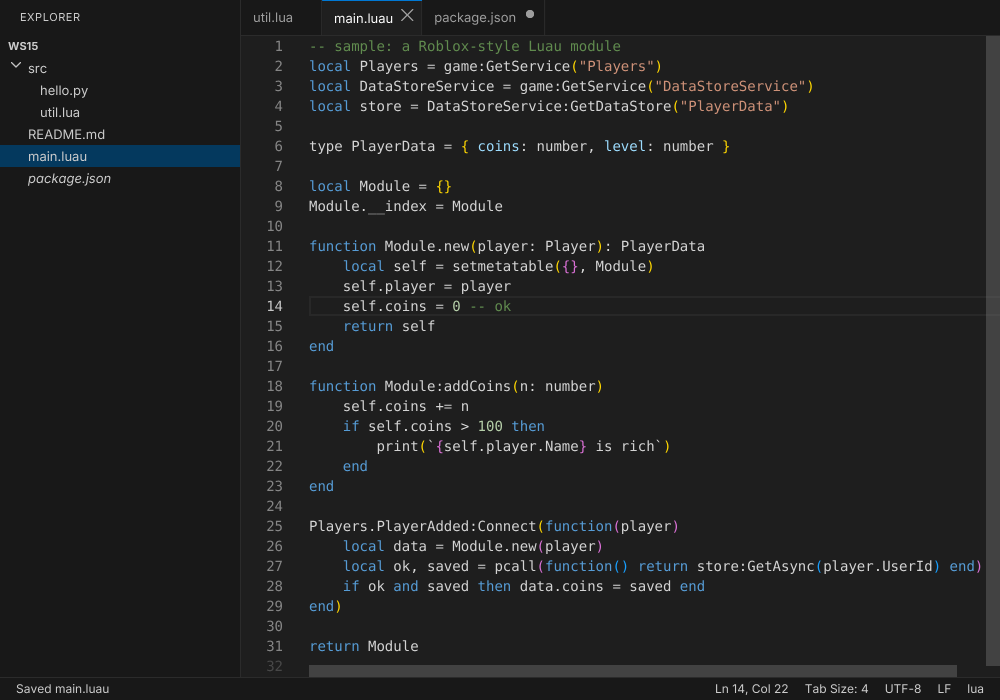 EXPLORER
WS15
src
hello.py
util.lua
README.md
main.luau
package.json
util.lua main.luau package.json
1 -- sample: a Roblox-style Luau module
2 local Players = game:GetService("Players")
3 local DataStoreService = game:GetService("DataStoreService")
4 local store = DataStoreService:GetDataStore("PlayerData")
5
6 type PlayerData = { coins: number, level: number }
7
8 local Module = {}
9 Module.__index = Module
10
11 function Module.new(player: Player): PlayerData
12     local self = setmetatable({}, Module)
13     self.player = player
14     self.coins = 0 -- ok
15     return self
16 end
17
18 function Module:addCoins(n: number)
19     self.coins += n
20     if self.coins > 100 then
21         print(`{self.player.Name} is rich`)
22     end
23 end
24
25 Players.PlayerAdded:Connect(function(player)
26     local data = Module.new(player)
27     local ok, saved = pcall(function() return store:GetAsync(player.UserId) end)
28     if ok and saved then data.coins = saved end
29 end)
30
31 return Module
32
Saved main.luau Ln 14, Col 22 Tab Size: 4 UTF-8 LF lua